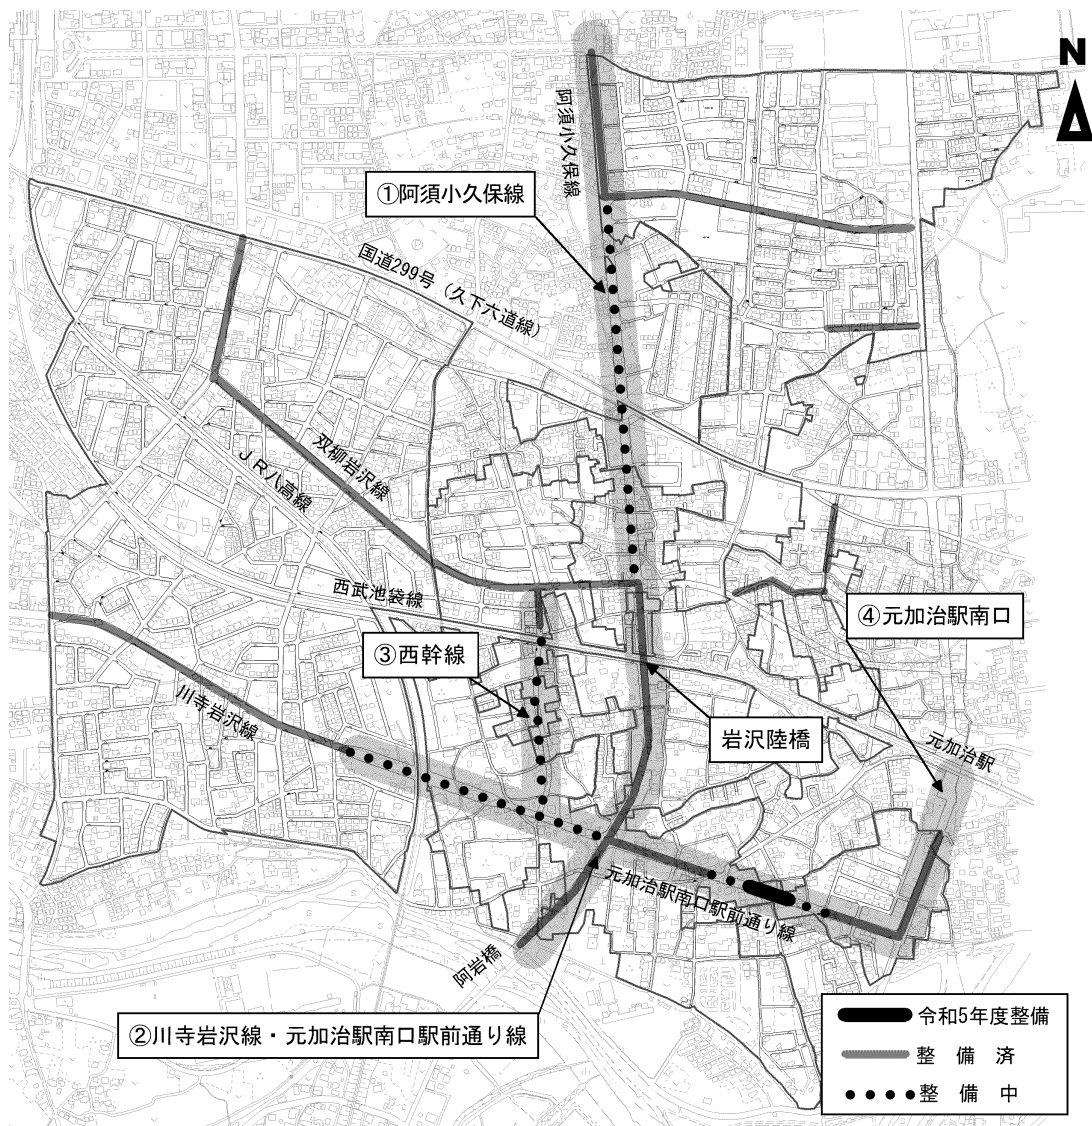 N
阿須小久保線
①阿須小久保線
国道299号（久下六道線）
双柳岩沢線
ＪＲ八高線
西武池袋線
④元加治駅南口
③西幹線
川寺岩沢線
岩沢陸橋
元加治駅
元加治駅南口駅前通り線
阿岩橋
②川寺岩沢線・元加治駅南口駅前通り線
令和5年度整備
整　備　済
整　備　中